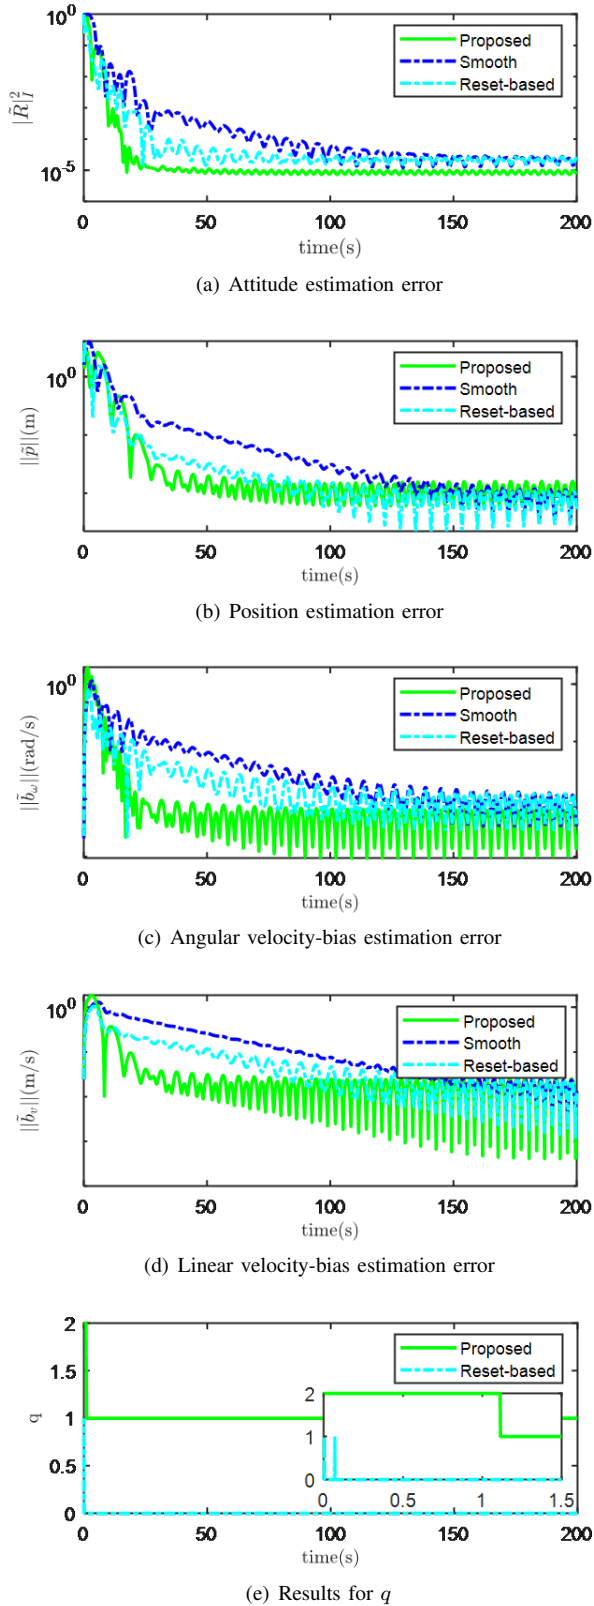 10^0
Proposed
Smooth
Reset-based
|R̃|_I^2
10^-5
0 50 100 150 200
time(s)
(a) Attitude estimation error
10^0
Proposed
Smooth
Reset-based
||p̃||(m)
0 50 100 150 200
time(s)
(b) Position estimation error
10^0
Proposed
Smooth
Reset-based
||b̃_ω||(rad/s)
0 50 100 150 200
time(s)
(c) Angular velocity-bias estimation error
10^0
Proposed
Smooth
Reset-based
||b̃_v||(m/s)
0 50 100 150 200
time(s)
(d) Linear velocity-bias estimation error
2
Proposed
Reset-based
1.5
2
q
1
1
0.5
0
0 0.5 1 1.5
0
0 50 100 150 200
time(s)
(e) Results for q